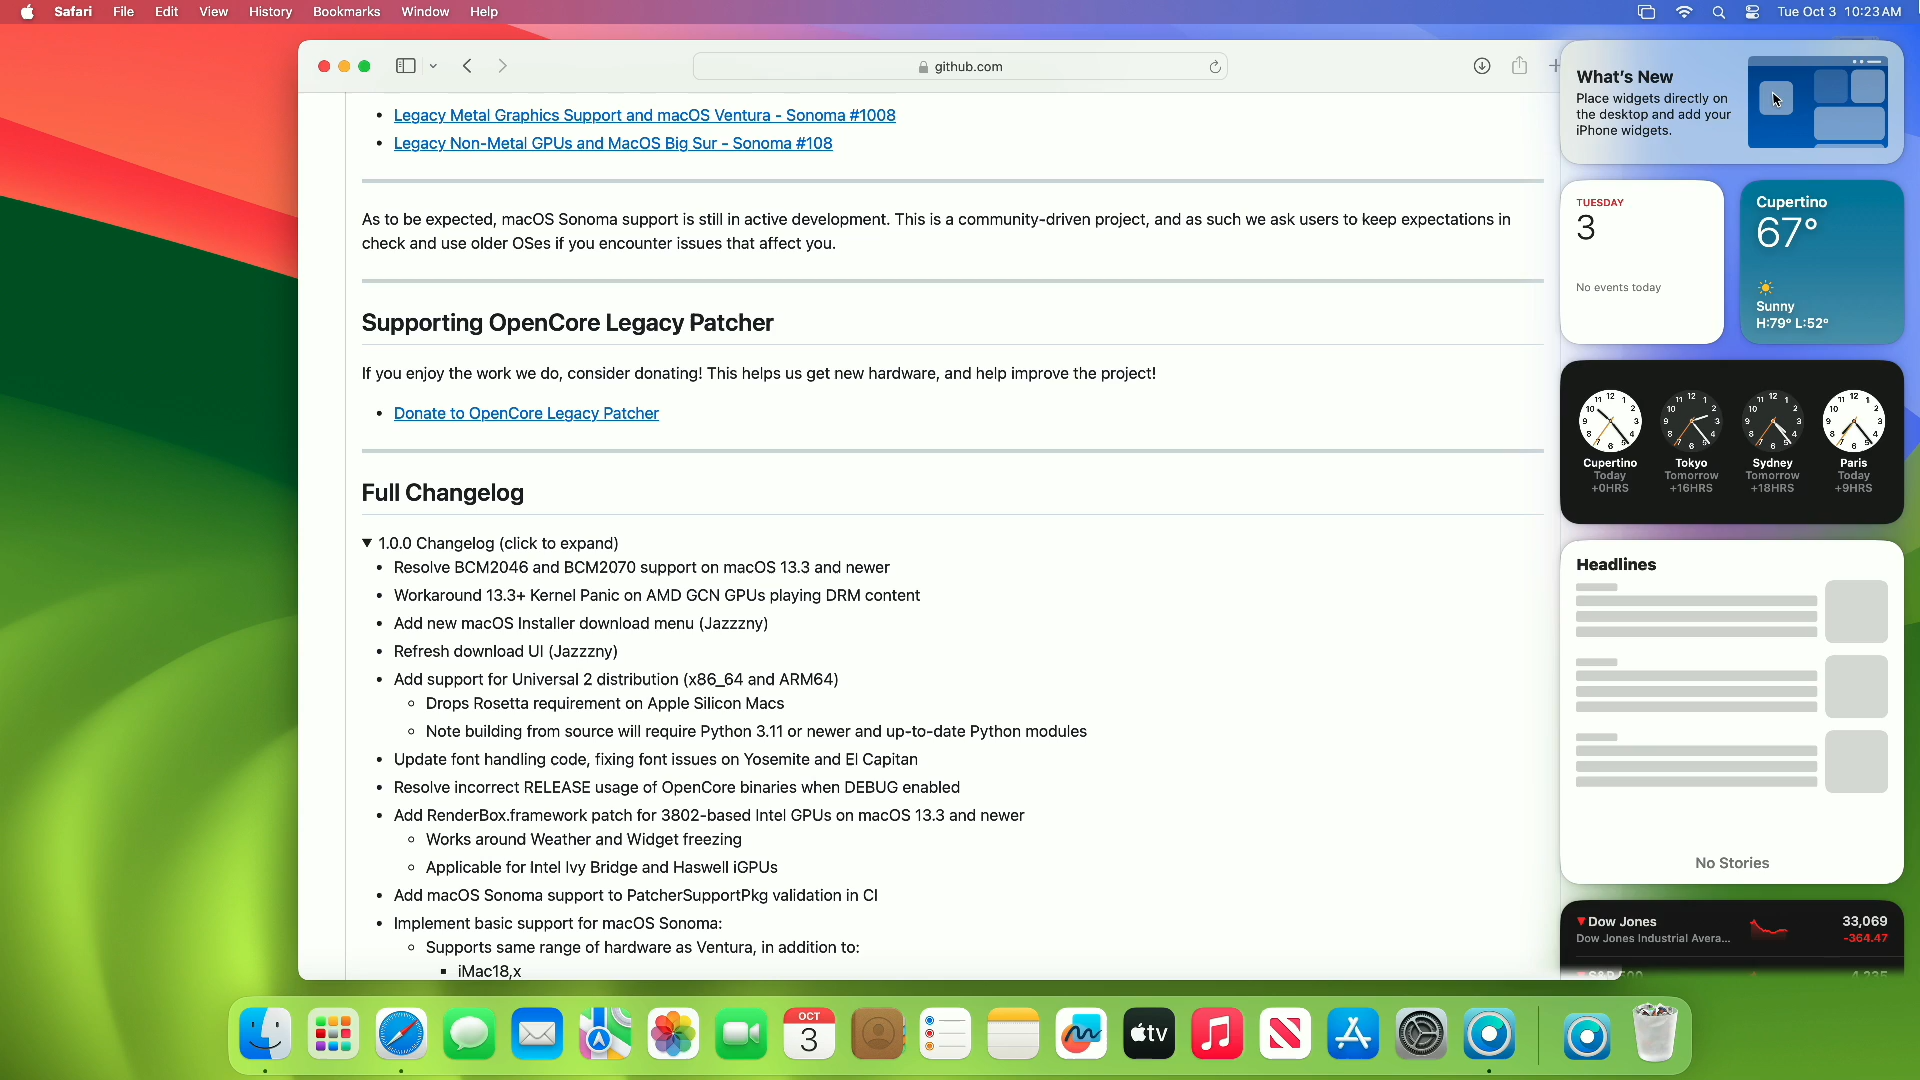 Safari File Edit View History Bookmarks Window Help
Tue Oct 3 10:23 AM
github.com
Legacy Metal Graphics Support and macOS Ventura - Sonoma #1008
Legacy Non-Metal GPUs and MacOS Big Sur - Sonoma #108
As to be expected, macOS Sonoma support is still in active development. This is a community-driven project, and as such we ask users to keep expectations in
check and use older OSes if you encounter issues that affect you.
Supporting OpenCore Legacy Patcher
If you enjoy the work we do, consider donating! This helps us get new hardware, and help improve the project!
Donate to OpenCore Legacy Patcher
Full Changelog
1.0.0 Changelog (click to expand)
Resolve BCM2046 and BCM2070 support on macOS 13.3 and newer
Workaround 13.3+ Kernel Panic on AMD GCN GPUs playing DRM content
Add new macOS Installer download menu (Jazzzny)
Refresh download UI (Jazzzny)
Add support for Universal 2 distribution (x86_64 and ARM64)
Drops Rosetta requirement on Apple Silicon Macs
Note building from source will require Python 3.11 or newer and up-to-date Python modules
Update font handling code, fixing font issues on Yosemite and El Capitan
Resolve incorrect RELEASE usage of OpenCore binaries when DEBUG enabled
Add RenderBox.framework patch for 3802-based Intel GPUs on macOS 13.3 and newer
Works around Weather and Widget freezing
Applicable for Intel Ivy Bridge and Haswell iGPUs
Add macOS Sonoma support to PatcherSupportPkg validation in CI
Implement basic support for macOS Sonoma:
Supports same range of hardware as Ventura, in addition to:
iMac18,x
What's New
Place widgets directly on
the desktop and add your
iPhone widgets.
TUESDAY
3
No events today
Cupertino
67°
Sunny
H:79° L:52°
Cupertino Tokyo Sydney Paris
Today Tomorrow Tomorrow Today
+0HRS +16HRS +18HRS +9HRS
Headlines
No Stories
Dow Jones 33,069
Dow Jones Industrial Avera... -364.47
OCT
3
tv